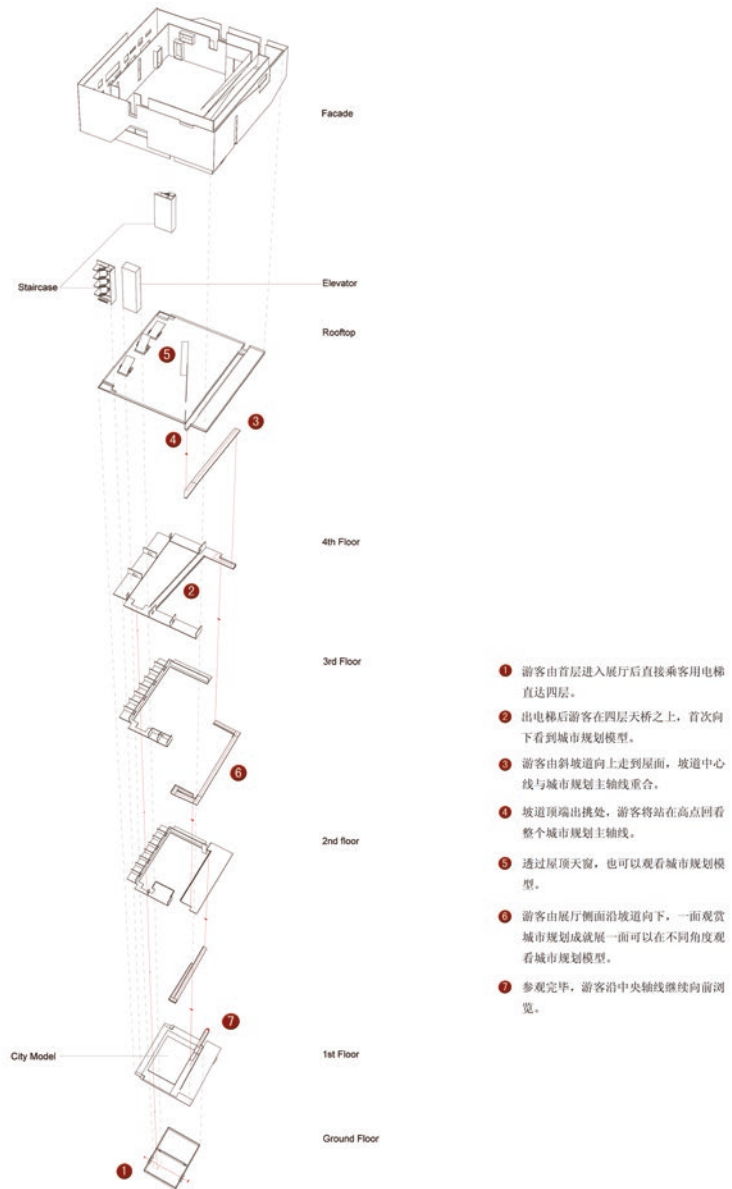 Facade
Staircase
Elevator
Rooftop
5
3
4
4th Floor
2
3rd Floor
6
2nd floor
7
City Model
1st Floor
Ground Floor
1
1 游客由首层进入展厅后直接乘客用电梯
直达四层。
2 出电梯后游客在四层天桥之上，首次向
下看到城市规划模型。
3 游客由斜坡道向上走到屋面，坡道中心
线与城市规划主轴线重合。
4 坡道顶端出挑处，游客将站在高点回看
整个城市规划主轴线。
5 透过屋顶天窗，也可以观看城市规划模
型。
6 游客由展厅侧面沿坡道向下，一面观赏
城市规划成就展一面可以在不同角度观
看城市规划模型。
7 参观完毕，游客沿中央轴线继续向前浏
览。